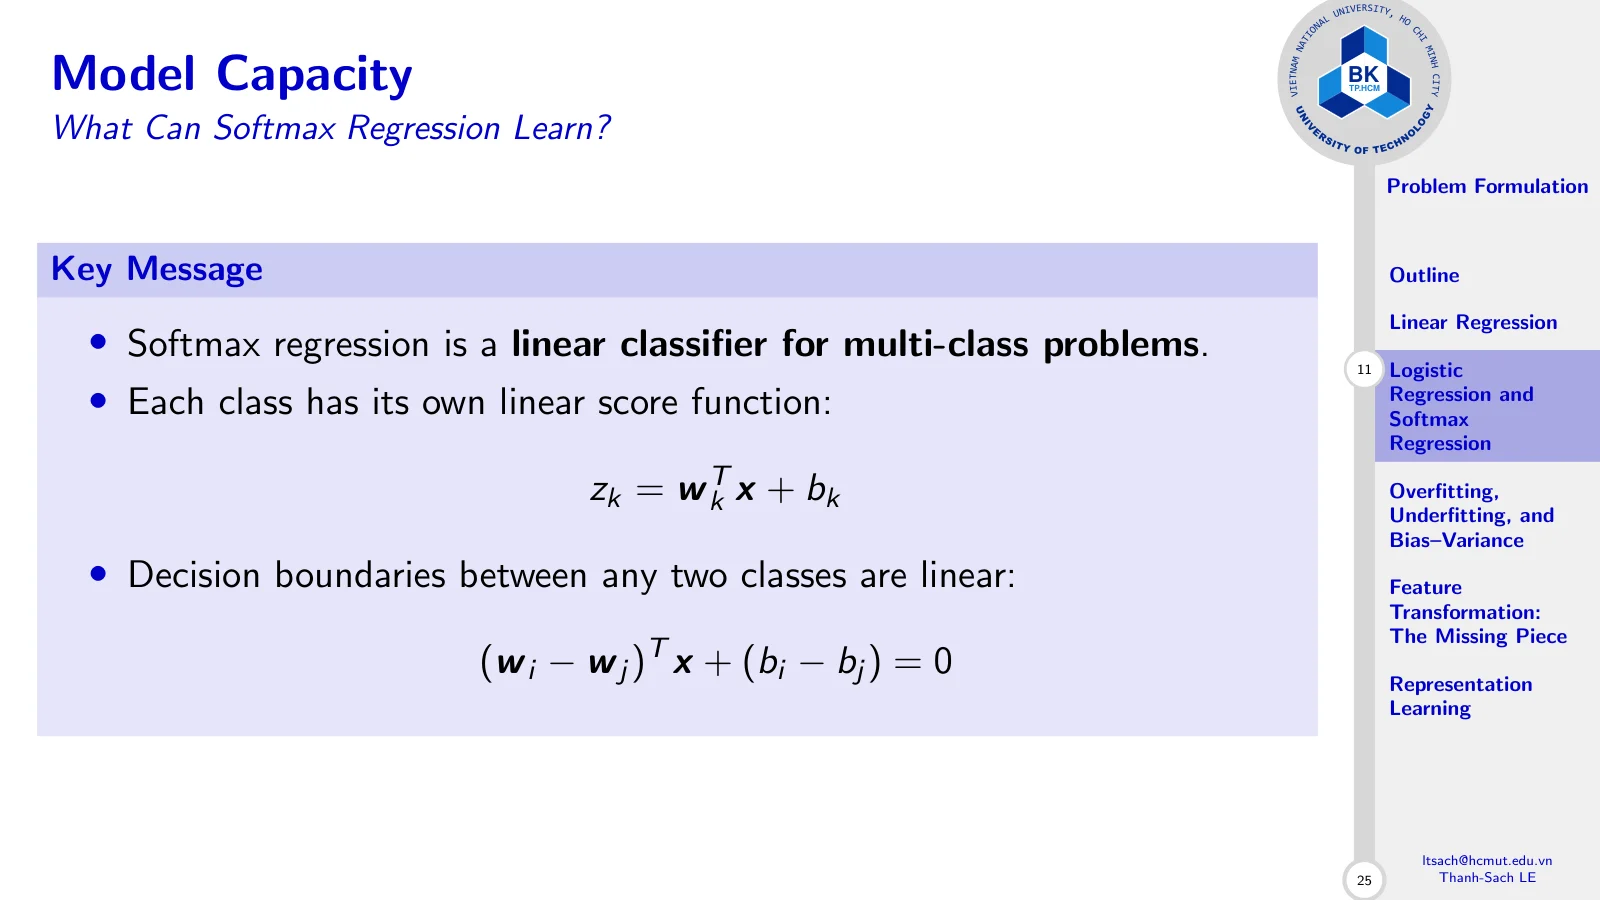 Model Capacity
What Can Softmax Regression Learn?
Key Message
• Softmax regression is a linear classifier for multi-class problems.
• Each class has its own linear score function:
z_k = w_k^T x + b_k
• Decision boundaries between any two classes are linear:
(w_i − w_j)^T x + (b_i − b_j) = 0
VIETNAM NATIONAL UNIVERSITY, HO CHI MINH CITY
BK
TP.HCM
UNIVERSITY OF TECHNOLOGY
Problem Formulation
Outline
Linear Regression
11
Logistic
Regression and
Softmax
Regression
Overfitting,
Underfitting, and
Bias–Variance
Feature
Transformation:
The Missing Piece
Representation
Learning
ltsach@hcmut.edu.vn
Thanh-Sach LE
25